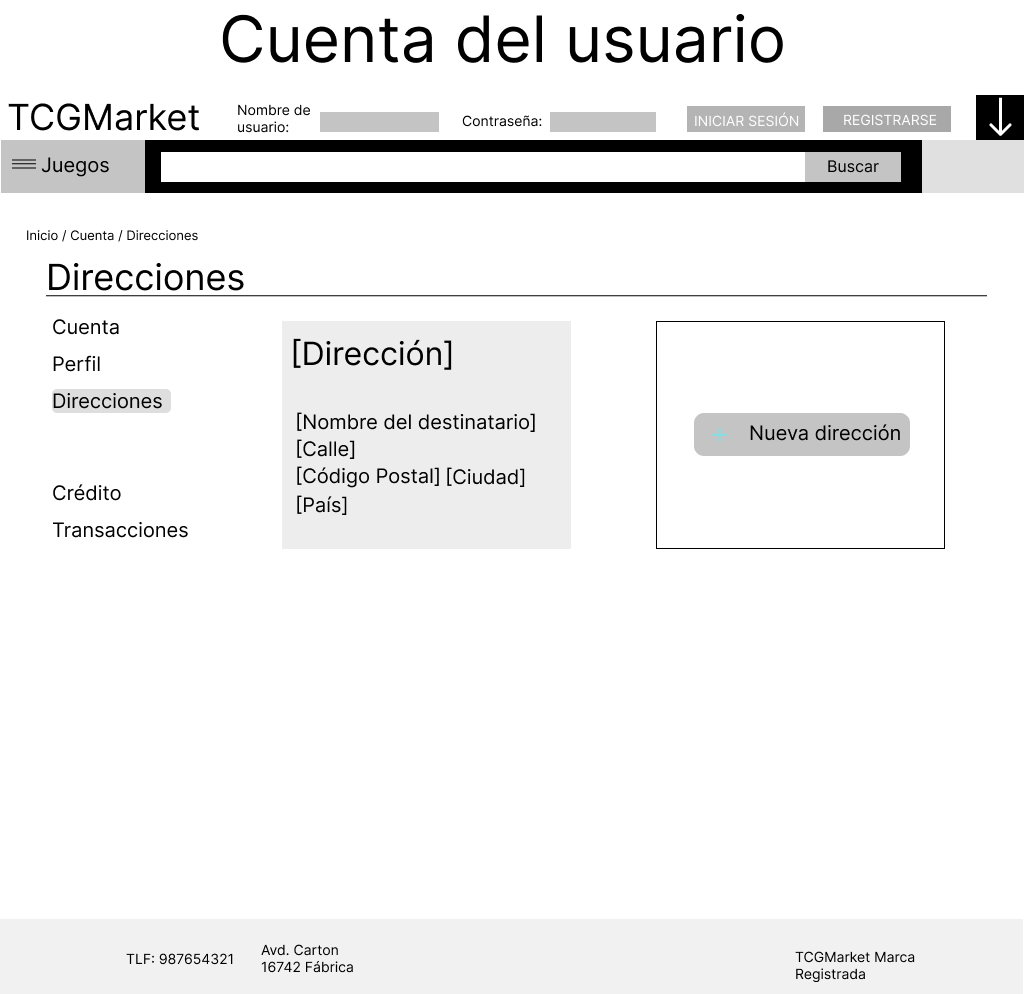 Cuenta del usuario
TCGMarket
Nombre de
usuario:
Contraseña:
INICIAR SESIÓN
REGISTRARSE
Juegos
Buscar
Inicio / Cuenta / Direcciones
Direcciones
Cuenta
Perfil
Direcciones
Crédito
Transacciones
[Dirección]
[Nombre del destinatario]
[Calle]
[Código Postal] [Ciudad]
[País]
Nueva dirección
TLF: 987654321
Avd. Carton
16742 Fábrica
TCGMarket Marca
Registrada